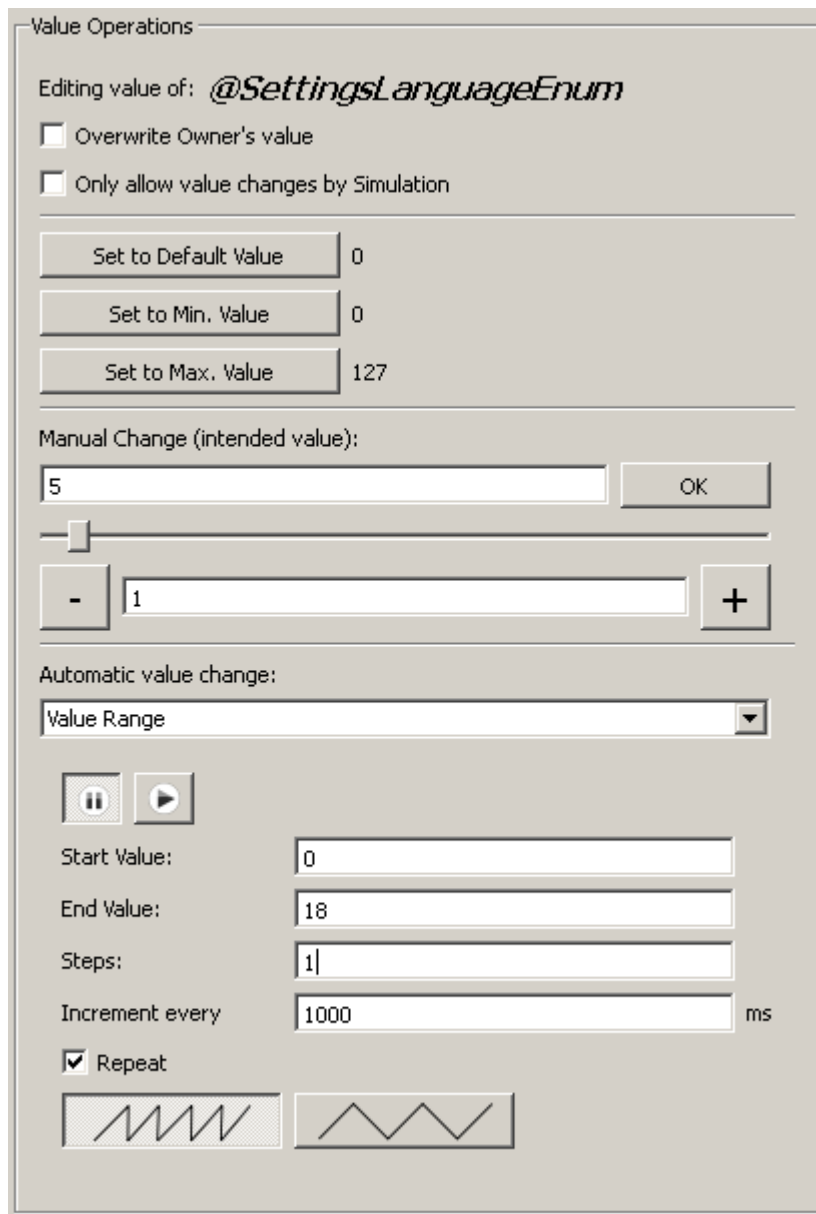 Value Operations
Editing value of: @SettingsLanguageEnum
Overwrite Owner's value
Only allow value changes by Simulation
Set to Default Value 0
Set to Min. Value 0
Set to Max. Value 127
Manual Change (intended value):
5 OK
- 1 +
Automatic value change:
Value Range
Start Value: 0
End Value: 18
Steps: 1
Increment every 1000 ms
Repeat